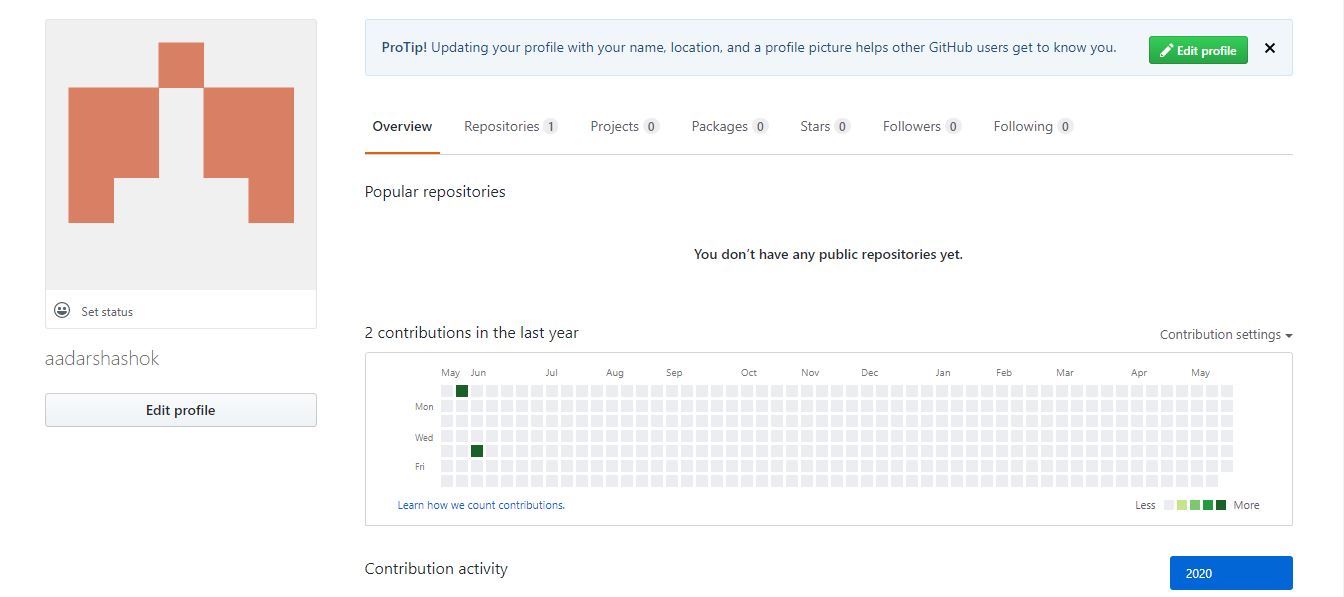 ProTip! Updating your profile with your name, location, and a profile picture helps other GitHub users get to know you.
Edit profile
Overview Repositories 1 Projects 0 Packages 0 Stars 0 Followers 0 Following 0
Popular repositories
You don’t have any public repositories yet.
Set status
aadarshashok
Edit profile
2 contributions in the last year
Contribution settings
May Jun Jul Aug Sep Oct Nov Dec Jan Feb Mar Apr May
Mon
Wed
Fri
Learn how we count contributions.
Less More
Contribution activity
2020